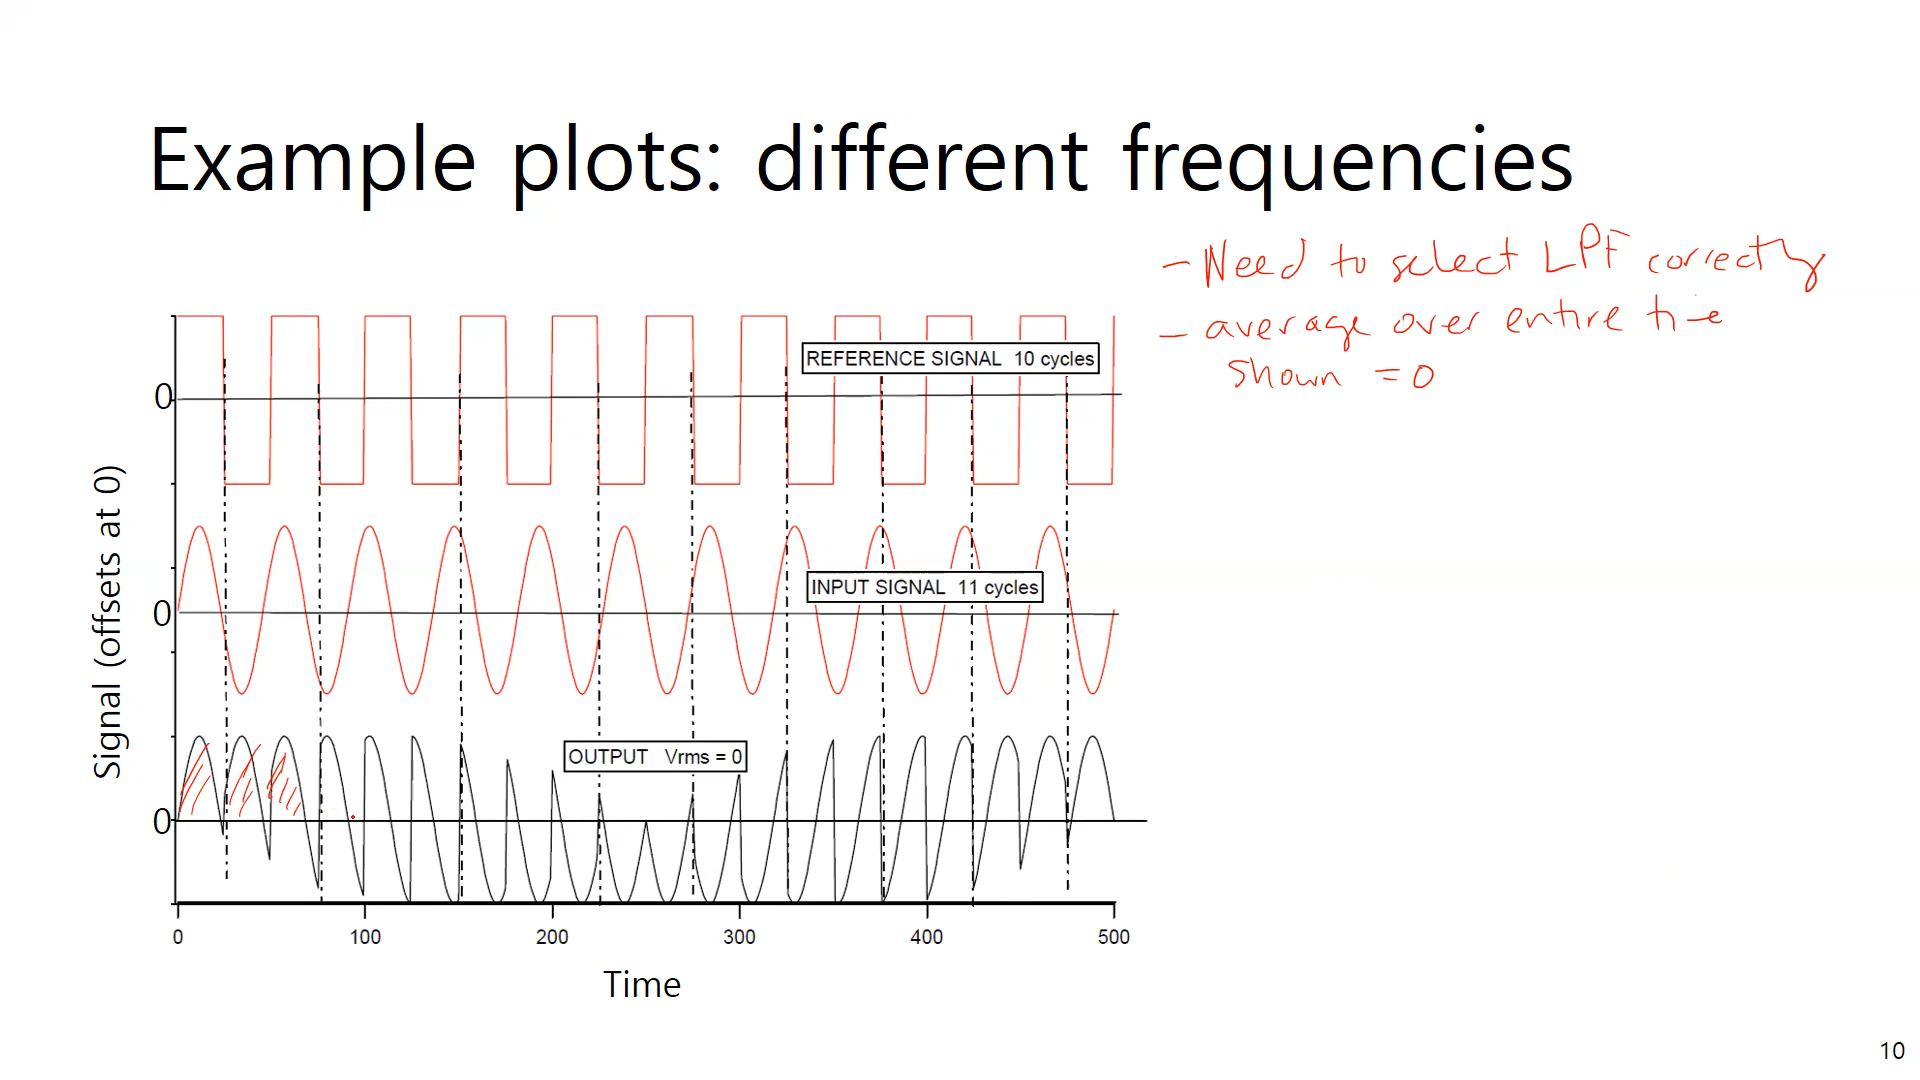 Example plots: different frequencies
- Need to select LPF correctly
- average over entire time
shown = 0
REFERENCE SIGNAL 10 cycles
0
INPUT SIGNAL 11 cycles
0
OUTPUT Vrms = 0
0
Signal (offsets at 0)
0 100 200 300 400 500
Time
10